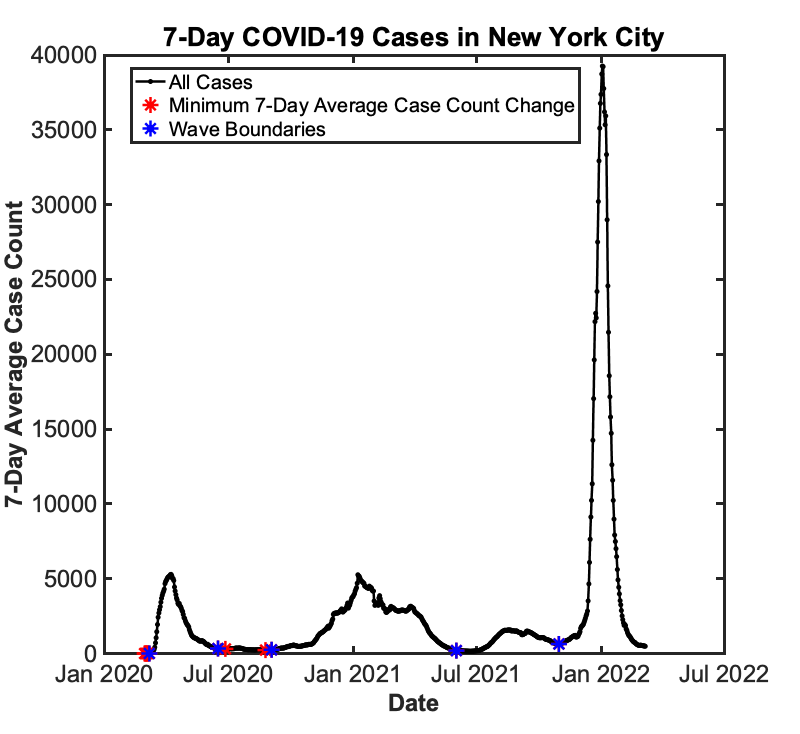 7-Day COVID-19 Cases in New York City
All Cases
Minimum 7-Day Average Case Count Change
Wave Boundaries
7-Day Average Case Count
40000
35000
30000
25000
20000
15000
10000
5000
0
Jan 2020
Jul 2020
Jan 2021
Jul 2021
Jan 2022
Jul 2022
Date